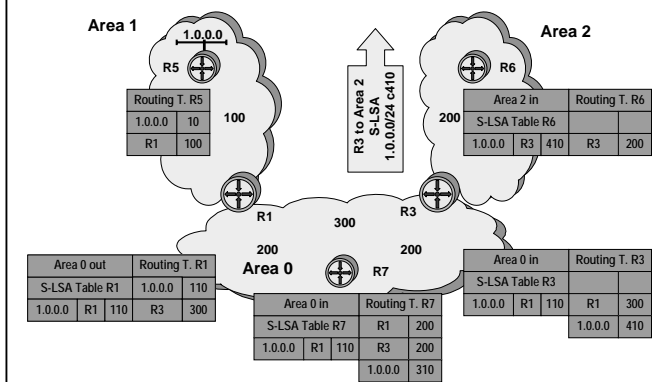 Area 1
Area 2
1.0.0.0
R5
R6
R3 to Area 2
S-LSA
1.0.0.0/24 c410
Routing T. R5
1.0.0.0 10
R1 100
100
200
Area 2 in Routing T. R6
S-LSA Table R6
1.0.0.0 R3 410 R3 200
R1
R3
300
200
200
Area 0
R7
Area 0 out Routing T. R1
S-LSA Table R1 1.0.0.0 110
1.0.0.0 R1 110 R3 300
Area 0 in Routing T. R7
S-LSA Table R7 R1 200
1.0.0.0 R1 110 R3 200
1.0.0.0 310
Area 0 in Routing T. R3
S-LSA Table R3
1.0.0.0 R1 110 R1 300
1.0.0.0 410